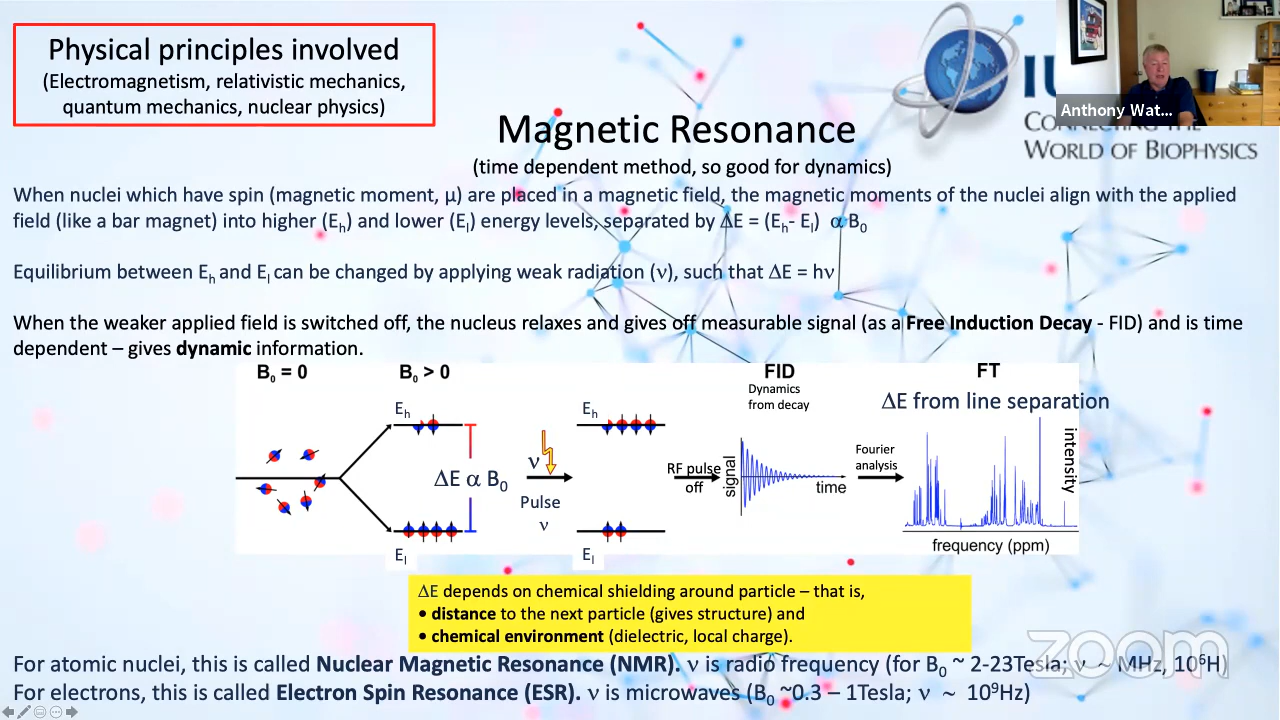 Physical principles involved
(Electromagnetism, relativistic mechanics,
quantum mechanics, nuclear physics)
Anthony Wat...
CONNECTING THE
WORLD OF BIOPHYSICS
Magnetic Resonance
(time dependent method, so good for dynamics)
When nuclei which have spin (magnetic moment, μ) are placed in a magnetic field, the magnetic moments of the nuclei align with the applied
field (like a bar magnet) into higher (Eh) and lower (El) energy levels, separated by ΔE = (Eh- El) α B0
Equilibrium between Eh and El can be changed by applying weak radiation (ν), such that ΔE = hν
When the weaker applied field is switched off, the nucleus relaxes and gives off measurable signal (as a Free Induction Decay - FID) and is time
dependent – gives dynamic information.
B0 = 0
B0 > 0
FID
FT
Dynamics
from decay
ΔE from line separation
Eh
Eh
ν
ΔE α B0
Pulse
ν
RF pulse
off
signal
time
Fourier
analysis
intensity
El
El
frequency (ppm)
ΔE depends on chemical shielding around particle – that is,
• distance to the next particle (gives structure) and
• chemical environment (dielectric, local charge).
zoom
For atomic nuclei, this is called Nuclear Magnetic Resonance (NMR). ν is radio frequency (for B0 ~ 2-23Tesla; ν ~ MHz, 10⁶H)
For electrons, this is called Electron Spin Resonance (ESR). ν is microwaves (B0 ~0.3 – 1Tesla; ν ~ 10⁹Hz)